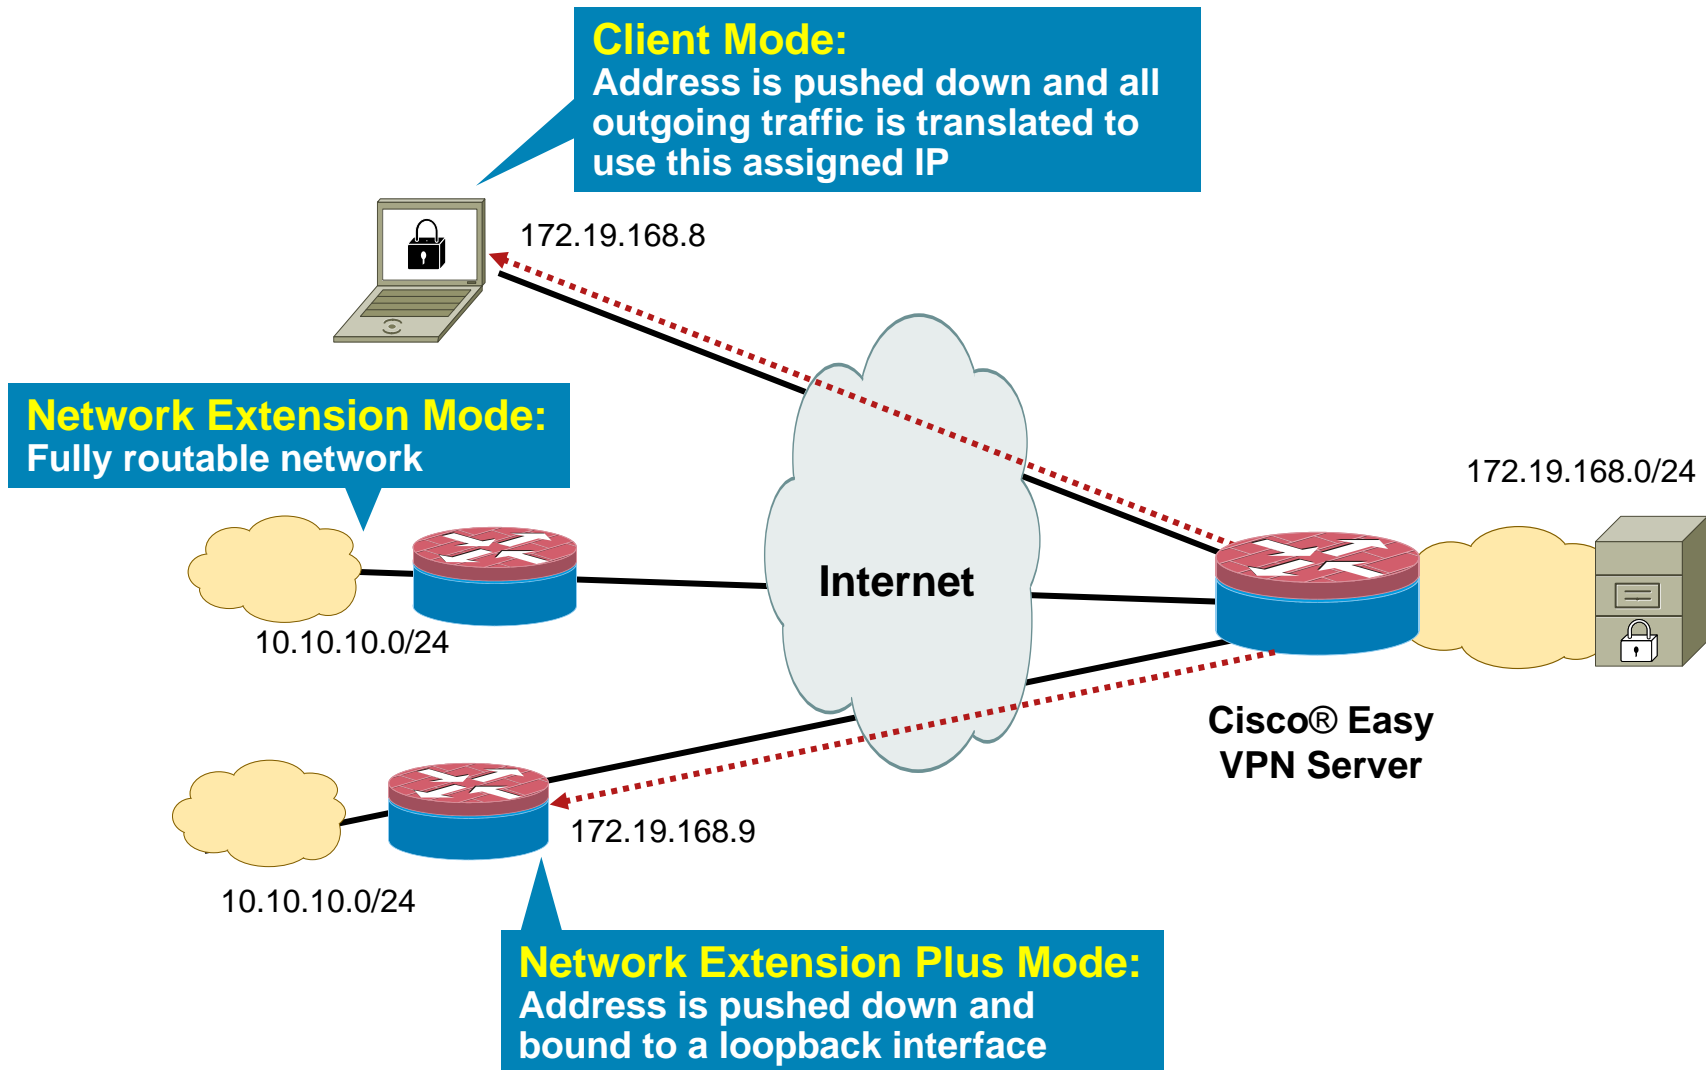 Client Mode:
Address is pushed down and all
outgoing traffic is translated to
use this assigned IP
172.19.168.8
Network Extension Mode:
Fully routable network
172.19.168.0/24
Internet
10.10.10.0/24
Cisco® Easy
VPN Server
172.19.168.9
10.10.10.0/24
Network Extension Plus Mode:
Address is pushed down and
bound to a loopback interface